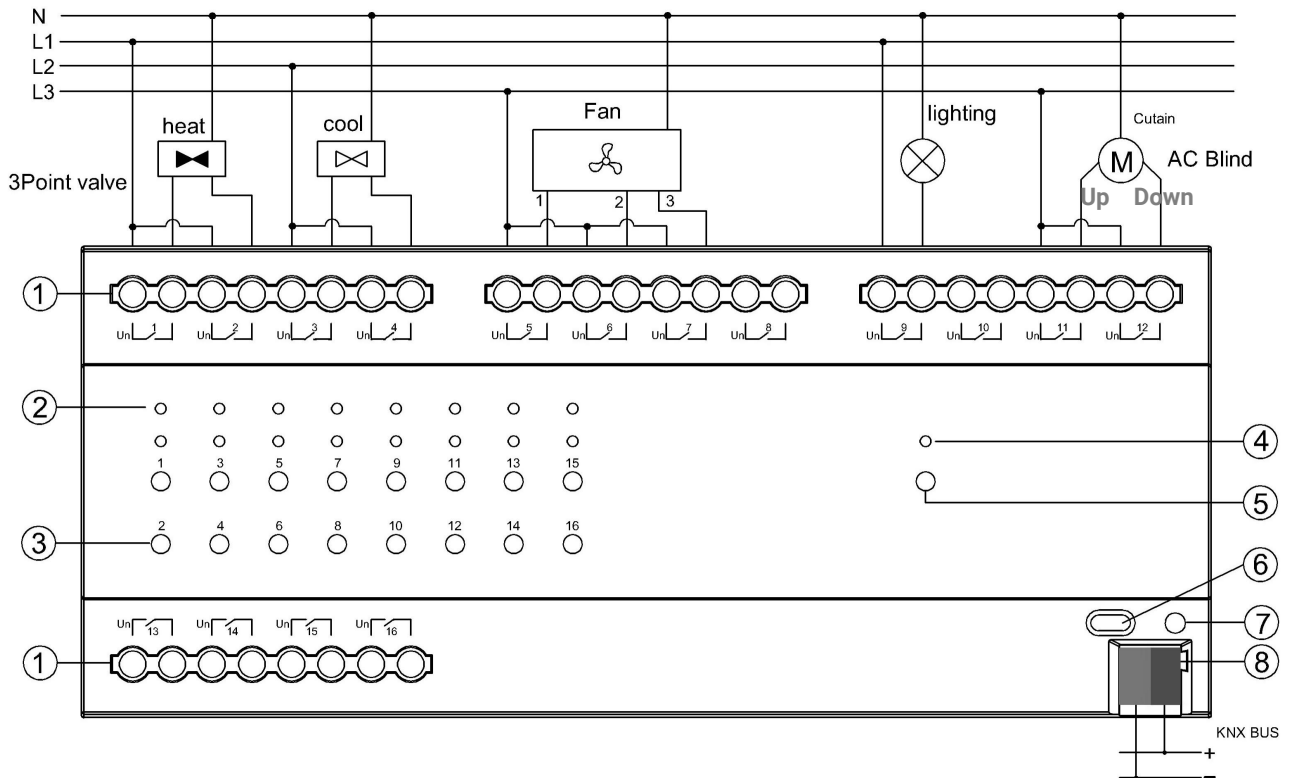 N
L1
L2
L3
heat
cool
Fan
lighting
Cutain
3Point valve
M
AC Blind
1 2 3
Up Down
1
Un 1 Un 2 Un 3 Un 4 Un 5 Un 6 Un 7 Un 8 Un 9 Un 10 Un 11 Un 12
2
4
1 3 5 7 9 11 13 15
5
2 4 6 8 10 12 14 16
3
6
Un 13 Un 14 Un 15 Un 16
7
1
8
KNX BUS
+
-